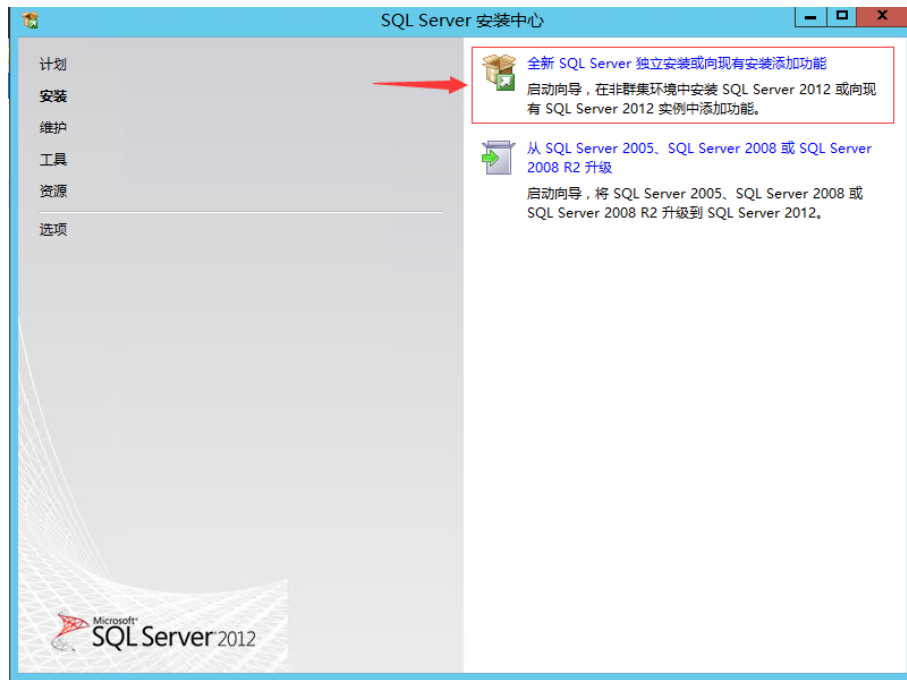 SQL Server 安装中心
计划
安装
维护
工具
资源
选项
全新 SQL Server 独立安装或向现有安装添加功能
启动向导，在非群集环境中安装 SQL Server 2012 或向现
有 SQL Server 2012 实例中添加功能。
从 SQL Server 2005、SQL Server 2008 或 SQL Server
2008 R2 升级
启动向导，将 SQL Server 2005、SQL Server 2008 或
SQL Server 2008 R2 升级到 SQL Server 2012。
Microsoft®
SQL Server® 2012